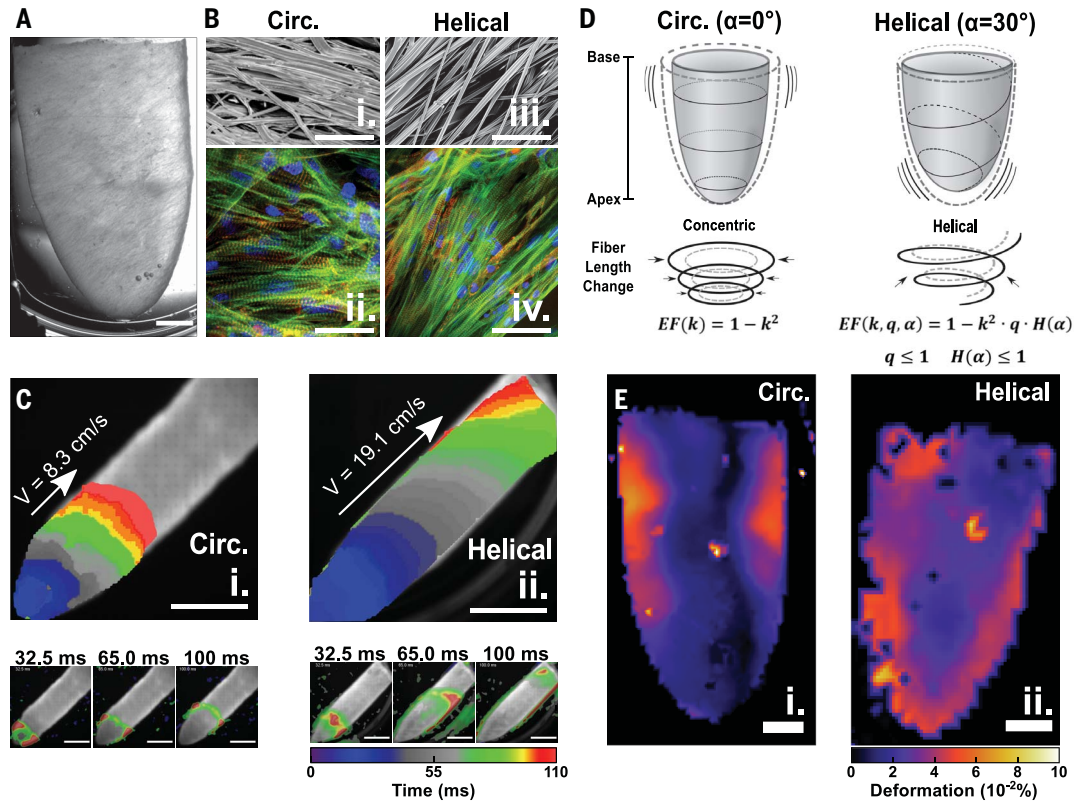 A
B
Circ.
Helical
i.
iii.
ii.
iv.
D
Circ. (α=0°)
Helical (α=30°)
Base
Apex
Concentric
Helical
Fiber
Length
Change
EF(k) = 1 − k²
EF(k, q, α) = 1 − k² · q · H(α)
q ≤ 1 H(α) ≤ 1
C
V = 8.3 cm/s
Circ.
i.
V = 19.1 cm/s
Helical
ii.
32.5 ms 65.0 ms 100 ms
32.5 ms 65.0 ms 100 ms
0 55 110
Time (ms)
E
Circ.
i.
Helical
ii.
0 2 4 6 8 10
Deformation (10⁻²%)